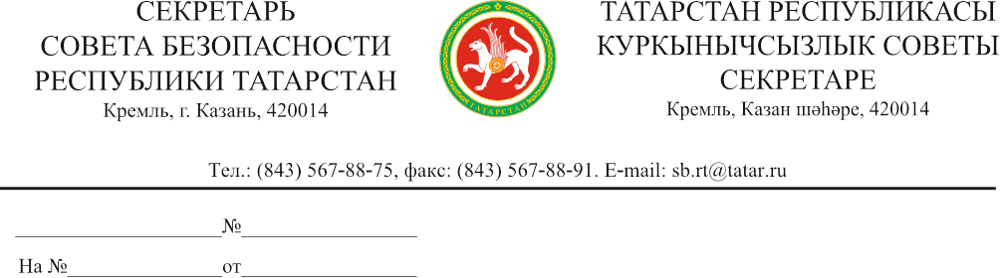 СЕКРЕТАРЬ
СОВЕТА БЕЗОПАСНОСТИ
РЕСПУБЛИКИ ТАТАРСТАН
Кремль, г. Казань, 420014
ТАТАРСТАН
ТАТАРСТАН РЕСПУБЛИКАСЫ
КУРКЫНЫЧСЫЗЛЫК СОВЕТЫ
СЕКРЕТАРЕ
Кремль, Казан шәһәре, 420014
Тел.: (843) 567-88-75, факс: (843) 567-88-91. E-mail: sb.rt@tatar.ru
____________________№_________________
На №_______________от_________________